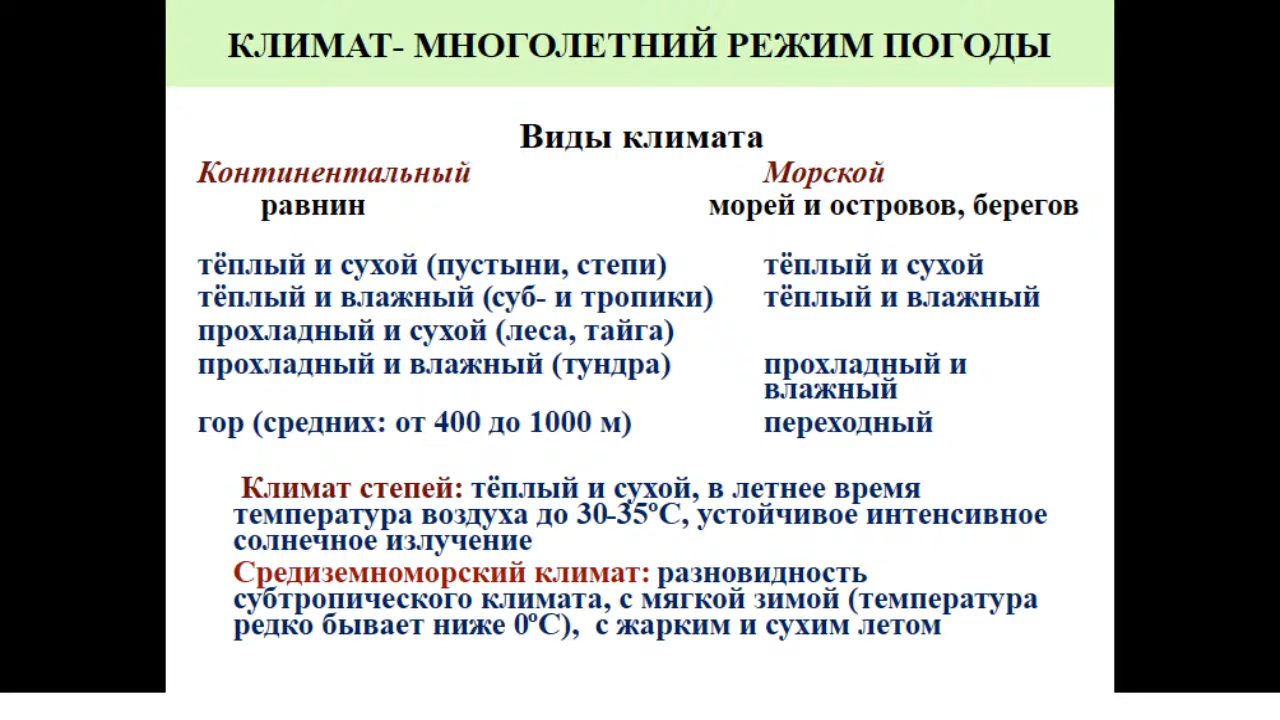 КЛИМАТ- МНОГОЛЕТНИЙ РЕЖИМ ПОГОДЫ
Виды климата
Континентальный Морской
равнин морей и островов, берегов
тёплый и сухой (пустыни, степи) тёплый и сухой
тёплый и влажный (суб- и тропики) тёплый и влажный
прохладный и сухой (леса, тайга)
прохладный и влажный (тундра) прохладный и
влажный
гор (средних: от 400 до 1000 м) переходный
Климат степей: тёплый и сухой, в летнее время
температура воздуха до 30-35ºС, устойчивое интенсивное
солнечное излучение
Средиземноморский климат: разновидность
субтропического климата, с мягкой зимой (температура
редко бывает ниже 0ºС), с жарким и сухим летом